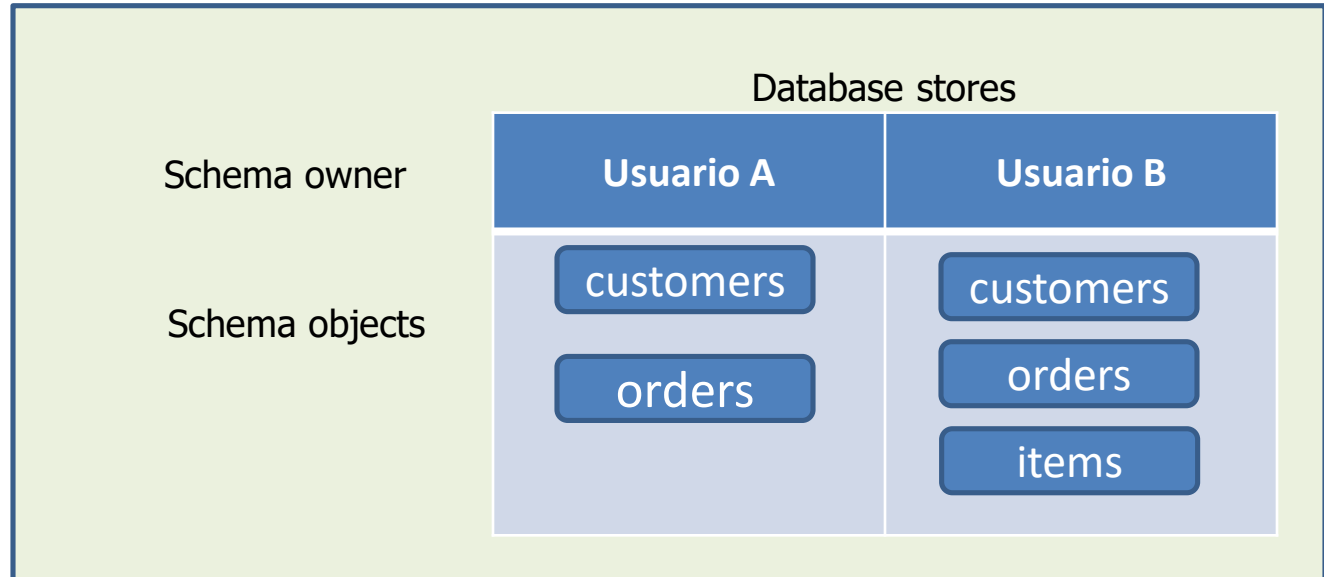 Database stores
Schema owner
Usuario A
Usuario B
Schema objects
customers
orders
customers
orders
items